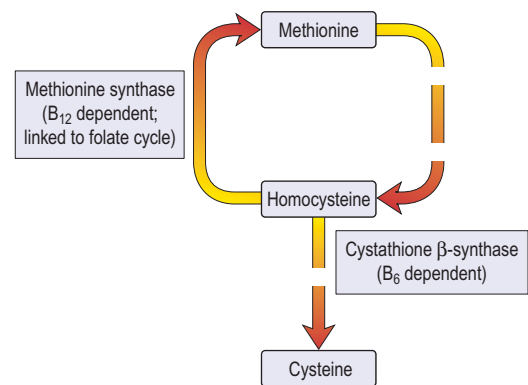 Methionine
Methionine synthase
(B₁₂ dependent;
linked to folate cycle)
Homocysteine
Cystathione β-synthase
(B₆ dependent)
Cysteine